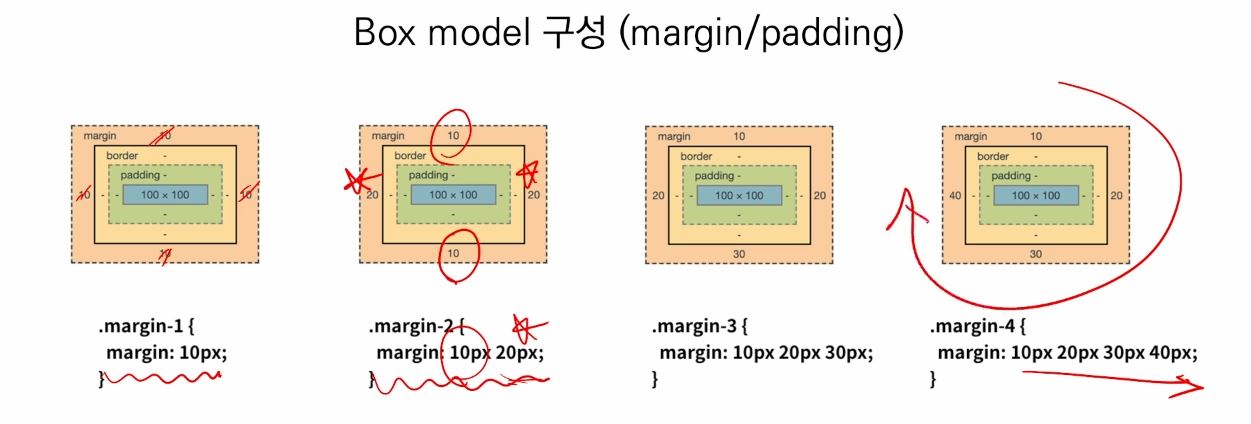 Box model 구성 (margin/padding)
margin 10
border -
padding -
10 - - 100 × 100 - - 10
-
-
10
margin 10
border -
padding -
20 - - 100 × 100 - - 20
-
-
10
margin 10
border -
padding -
20 - - 100 × 100 - - 20
-
-
30
margin 10
border -
padding -
40 - - 100 × 100 - - 20
-
-
30
.margin-1 {
margin: 10px;
}
.margin-2 {
margin: 10px 20px;
}
.margin-3 {
margin: 10px 20px 30px;
}
.margin-4 {
margin: 10px 20px 30px 40px;
}